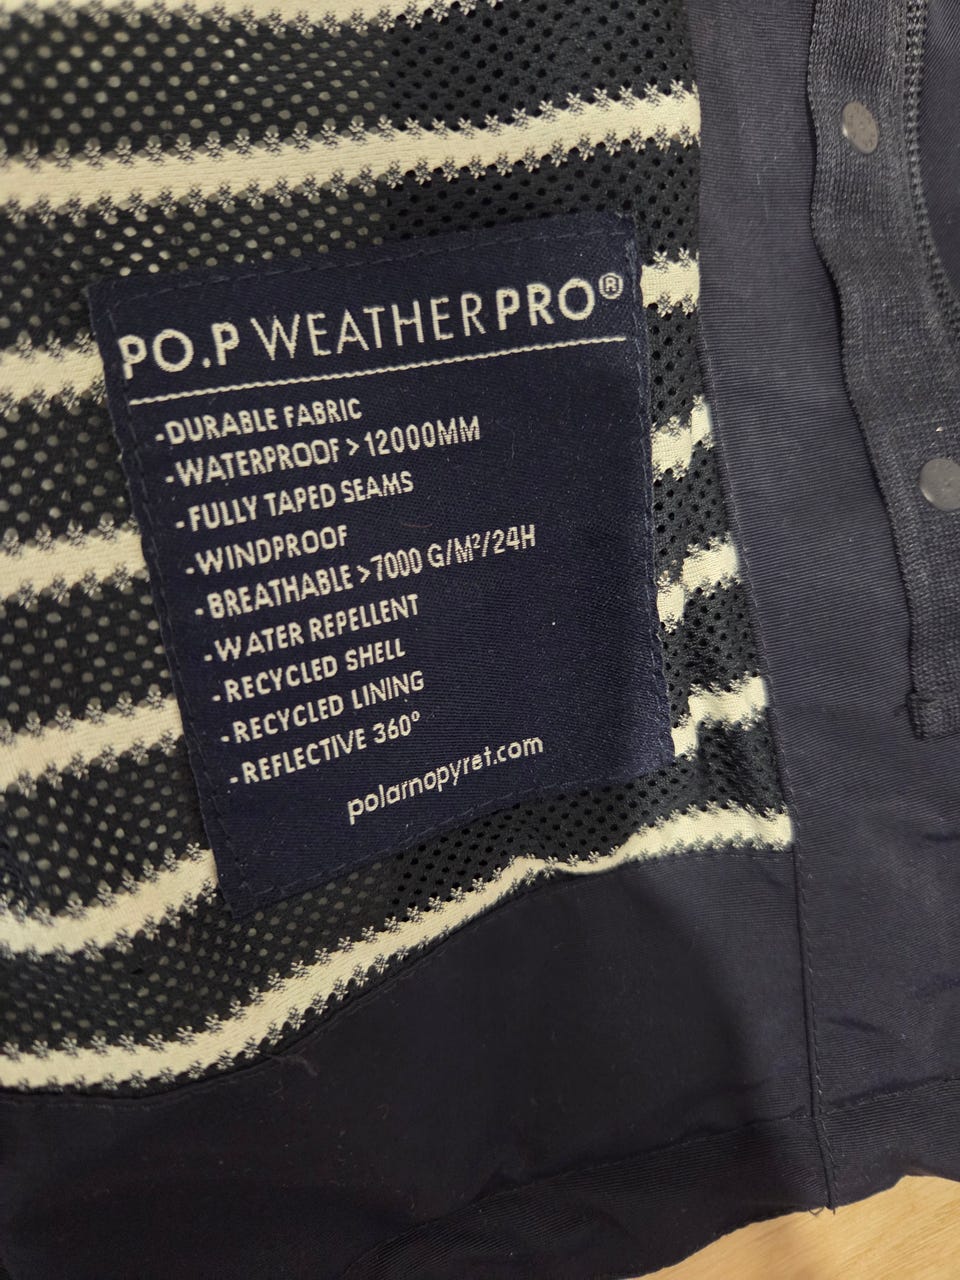 PO.P WEATHERPRO®
-DURABLE FABRIC
-WATERPROOF >12000MM
-FULLY TAPED SEAMS
-WINDPROOF
-BREATHABLE >7000 G/M²/24H
-WATER REPELLENT
-RECYCLED SHELL
-RECYCLED LINING
-REFLECTIVE 360°
polarnopyret.com